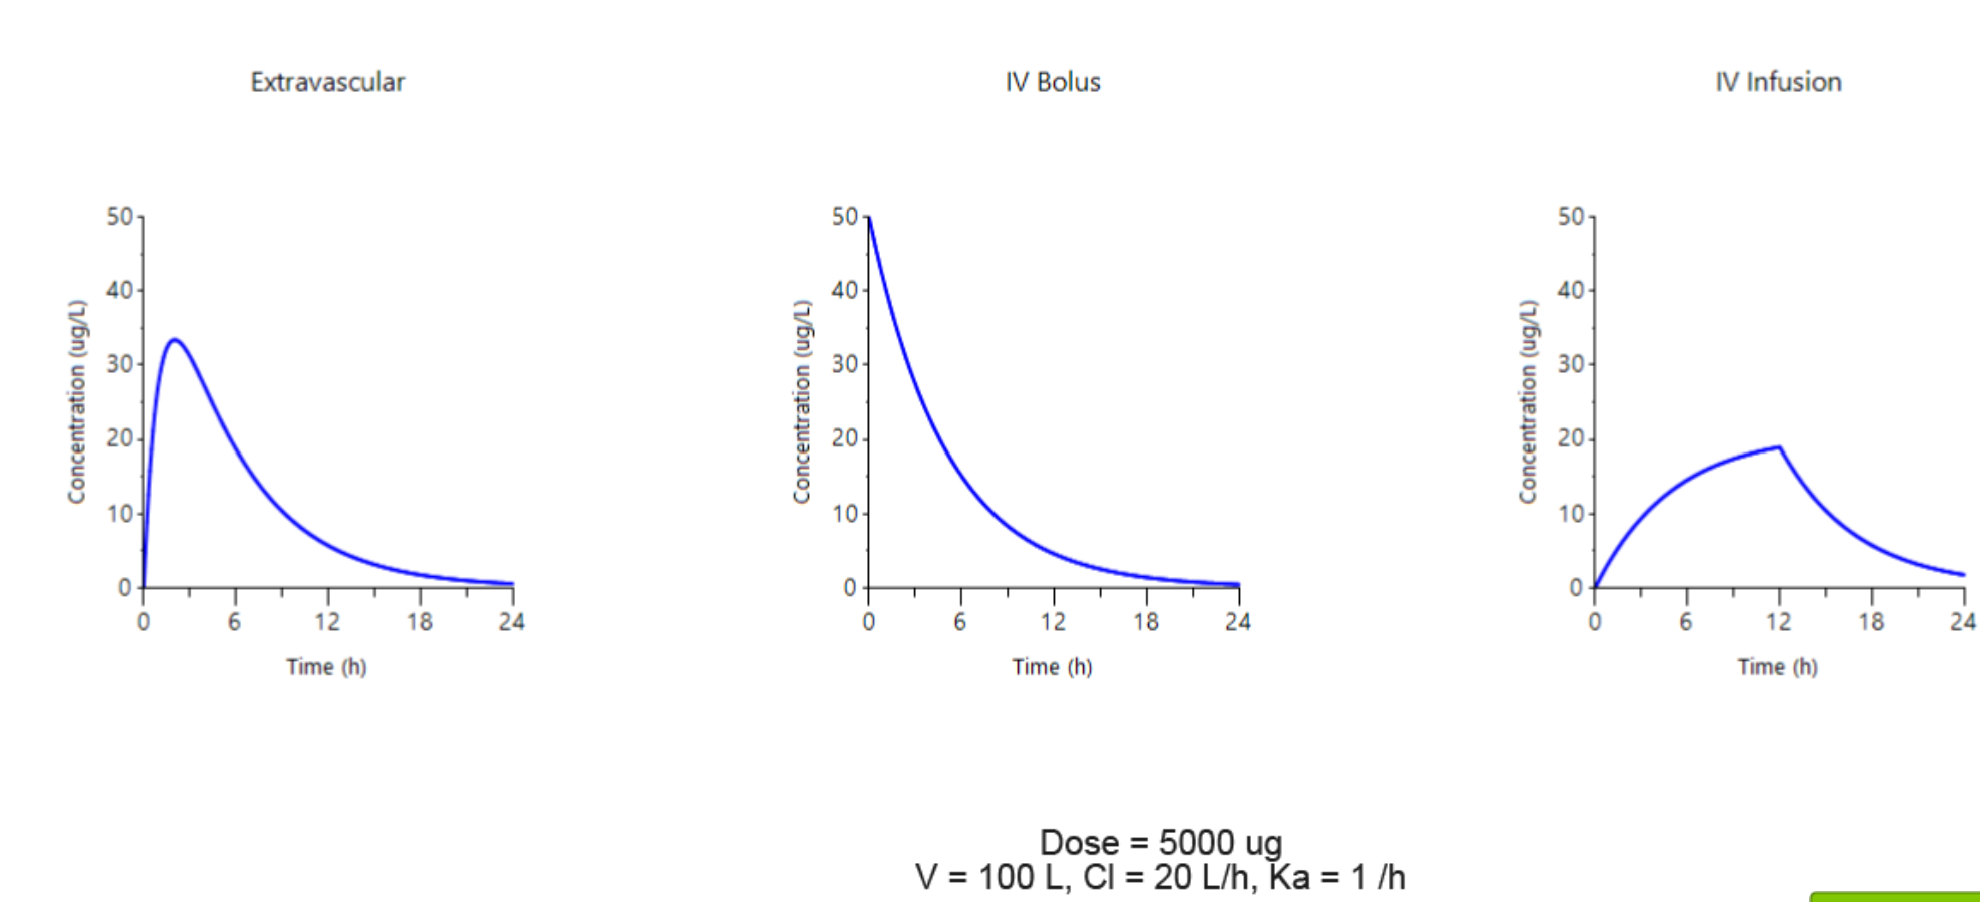 Extravascular
IV Bolus
IV Infusion
50
40
30
20
10
0
Concentration (ug/L)
0 6 12 18 24
Time (h)
50
40
30
20
10
0
Concentration (ug/L)
0 6 12 18 24
Time (h)
50
40
30
20
10
0
Concentration (ug/L)
0 6 12 18 24
Time (h)
Dose = 5000 ug
V = 100 L, Cl = 20 L/h, Ka = 1 /h